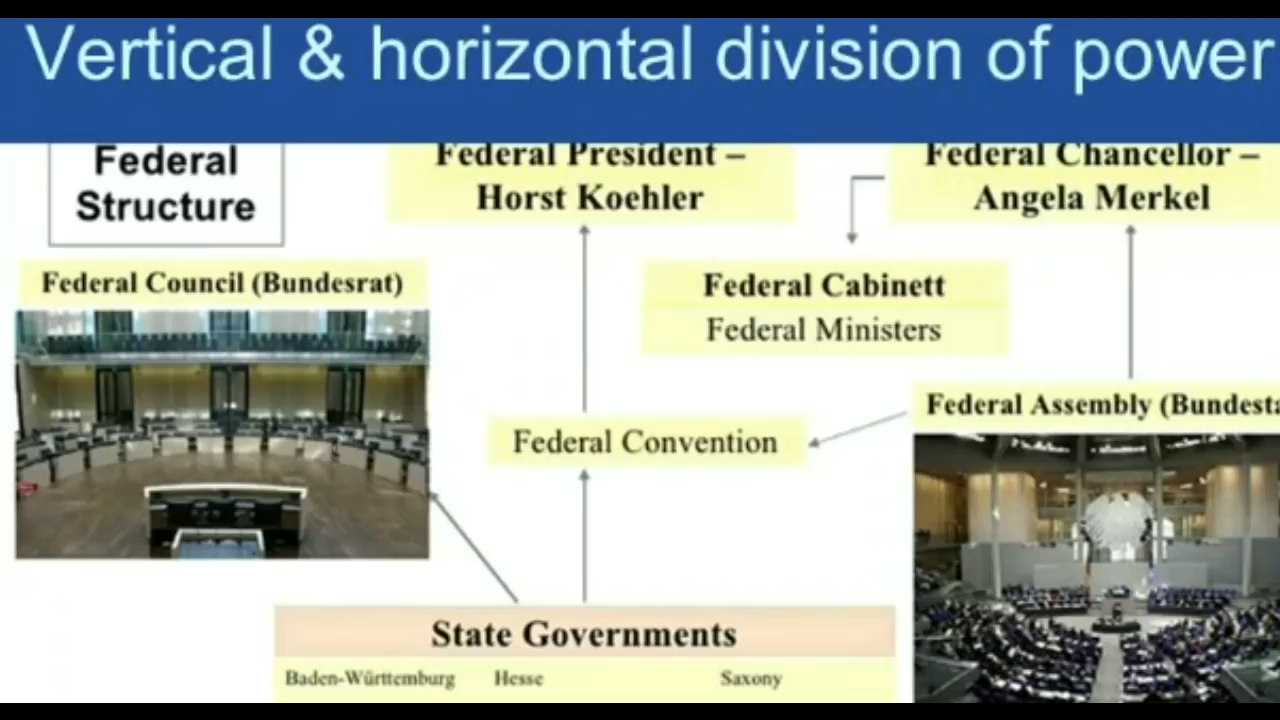 Vertical & horizontal division of power
Federal
Structure
Federal President –
Horst Koehler
Federal Chancellor –
Angela Merkel
Federal Council (Bundesrat)
Federal Cabinett
Federal Ministers
Federal Assembly (Bundesta
Federal Convention
State Governments
Baden-Württemburg Hesse Saxony